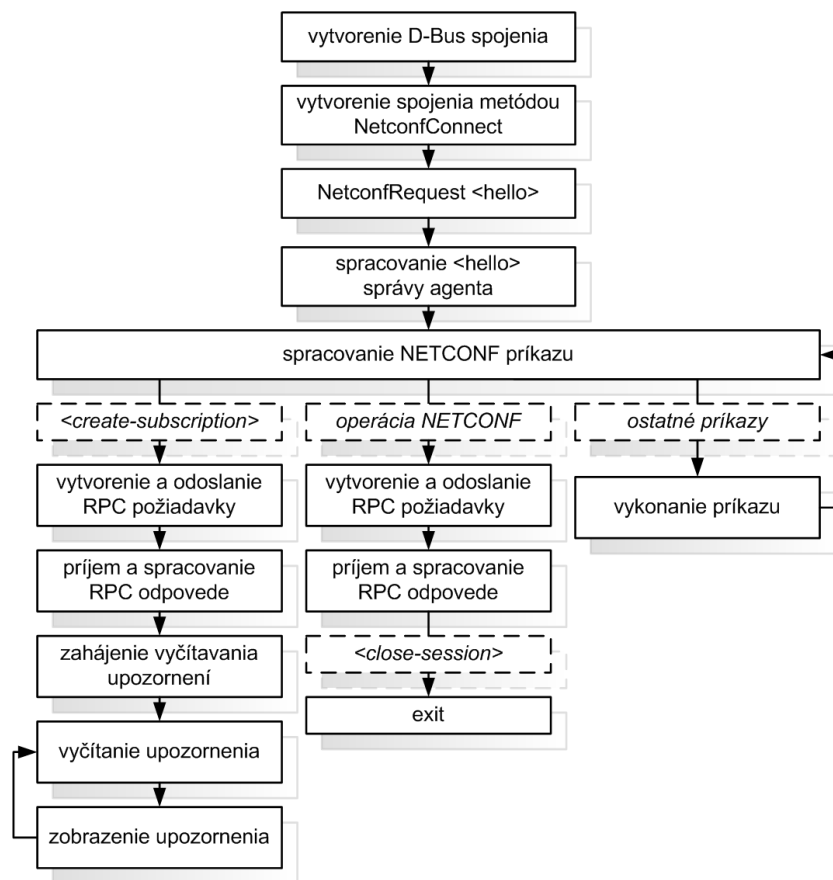 vytvorenie D-Bus spojenia
vytvorenie spojenia metódou
NetconfConnect
NetconfRequest <hello>
spracovanie <hello>
správy agenta
spracovanie NETCONF príkazu
<create-subscription>
operácia NETCONF
ostatné príkazy
vytvorenie a odoslanie
RPC požiadavky
vytvorenie a odoslanie
RPC požiadavky
vykonanie príkazu
príjem a spracovanie
RPC odpovede
príjem a spracovanie
RPC odpovede
zahájenie vyčítavania
upozornení
<close-session>
exit
vyčítanie upozornenia
zobrazenie upozornenia